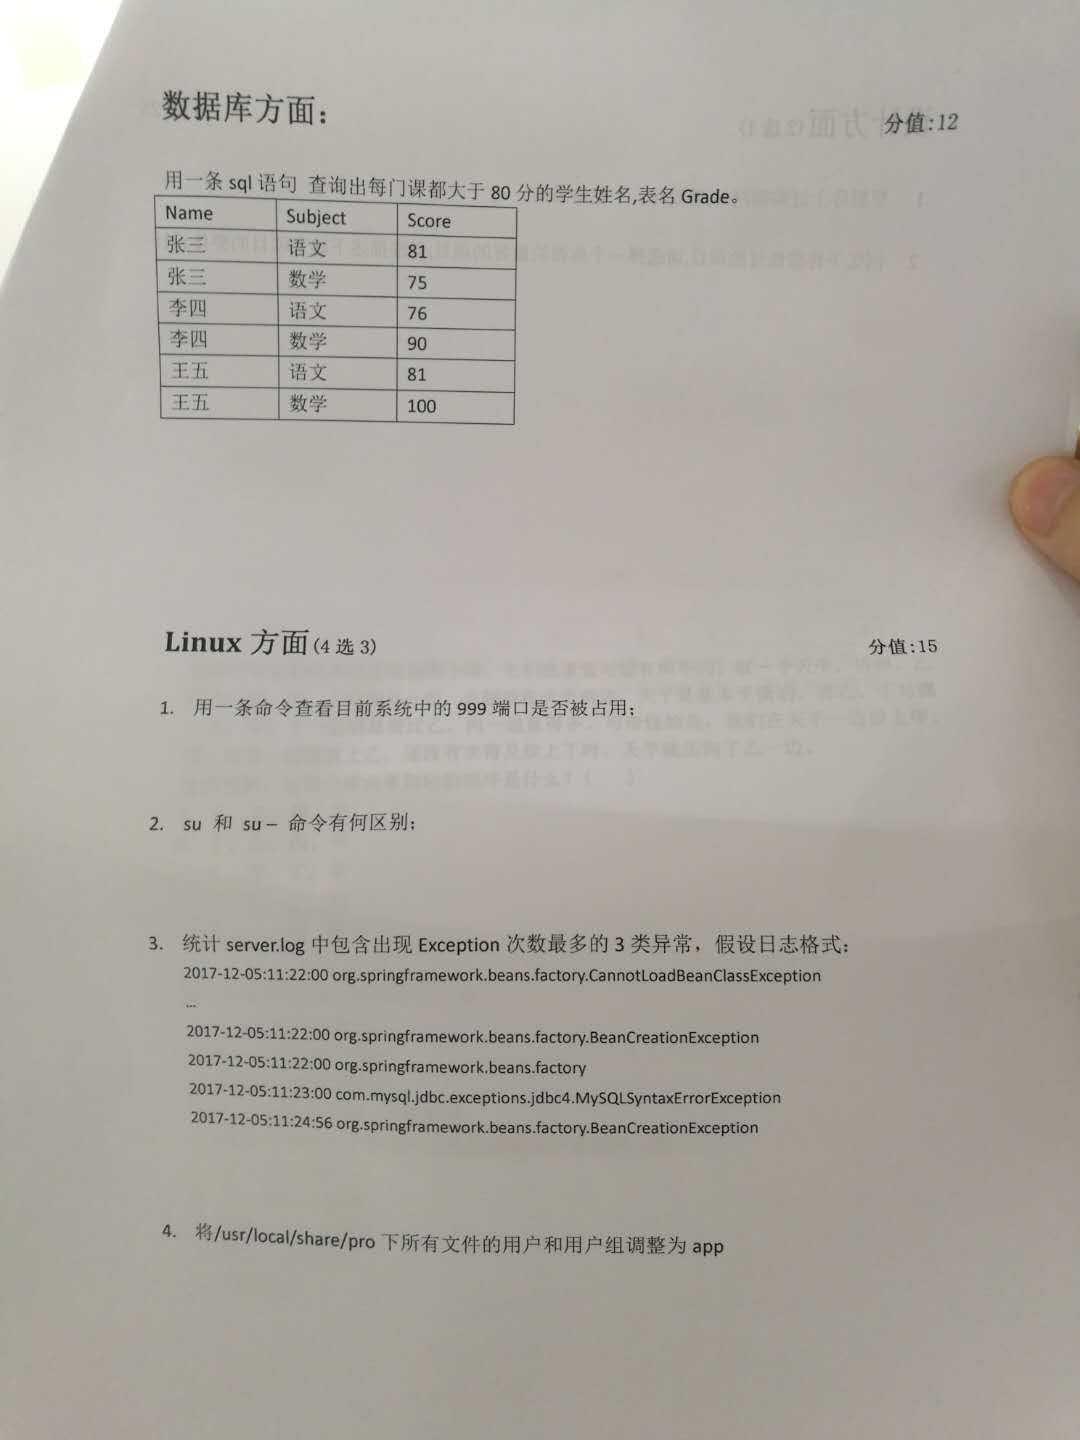 数据库方面：
分值:12
用一条 sql 语句 查询出每门课都大于 80 分的学生姓名,表名 Grade。
Name Subject Score
张三 语文 81
张三 数学 75
李四 语文 76
李四 数学 90
王五 语文 81
王五 数学 100
Linux 方面(4 选 3)
分值:15
1. 用一条命令查看目前系统中的 999 端口是否被占用；
2. su 和 su – 命令有何区别；
3. 统计 server.log 中包含出现 Exception 次数最多的 3 类异常，假设日志格式：
2017-12-05:11:22:00 org.springframework.beans.factory.CannotLoadBeanClassException
...
2017-12-05:11:22:00 org.springframework.beans.factory.BeanCreationException
2017-12-05:11:22:00 org.springframework.beans.factory
2017-12-05:11:23:00 com.mysql.jdbc.exceptions.jdbc4.MySQLSyntaxErrorException
2017-12-05:11:24:56 org.springframework.beans.factory.BeanCreationException
4. 将/usr/local/share/pro 下所有文件的用户和用户组调整为 app